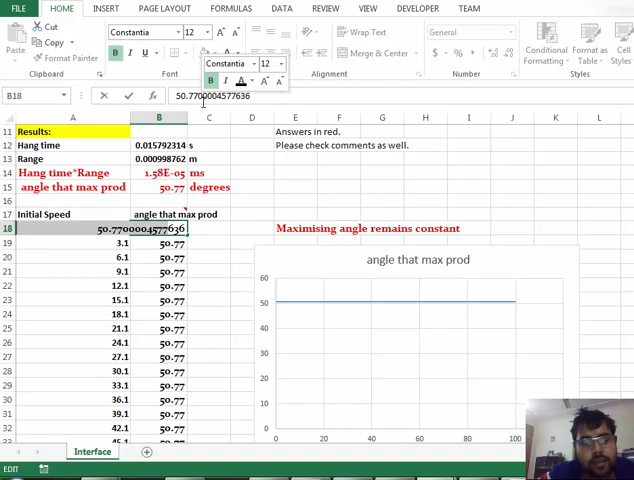 FILE HOME INSERT PAGE LAYOUT FORMULAS DATA REVIEW VIEW DEVELOPER TEAM
Cut
Copy
Format Painter
Paste
Clipboard
Constantia 12
B I U
Constantia 12
B A
Wrap Text
Merge & Center
Alignment
General
$ % ,
Number
Conditional Formatting
Format as Table
Cell Styles
Styles
B18 fx 50.7700004577636
A B C D E F G H I J K L
11 Results: Answers in red.
12 Hang time 0.015792314 s Please check comments as well.
13 Range 0.000998762 m
14 Hang time*Range 1.58E-05 ms
15 angle that max prod 50.77 degrees
17 Initial Speed angle that max prod
18 50.7700004577636 Maximising angle remains constant
19 3.1 50.77
20 6.1 50.77
21 9.1 50.77
22 12.1 50.77
23 15.1 50.77
24 18.1 50.77
25 21.1 50.77
26 24.1 50.77
27 27.1 50.77
28 30.1 50.77
29 33.1 50.77
30 36.1 50.77
31 39.1 50.77
32 42.1 50.77
33 45.1 50.77
angle that max prod
60
50
40
30
20
10
0
0 20 40 60 80 100
Interface
EDIT